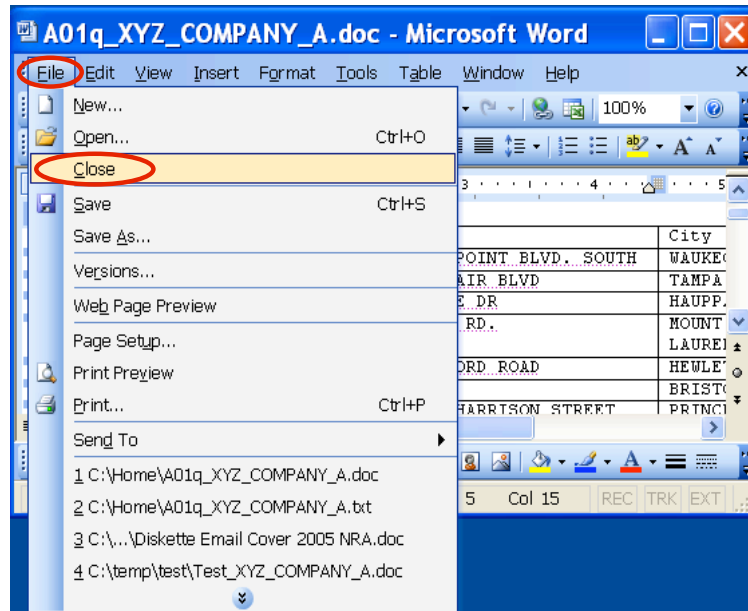 A01q_XYZ_COMPANY_A.doc - Microsoft Word
File Edit View Insert Format Tools Table Window Help
New...
100%
Open... Ctrl+O
Close
3 4 5
Save Ctrl+S
Save As...
City
Versions...
POINT BLVD. SOUTH
AIR BLVD TAMPA
Web Page Preview
E DR
RD. MOUNT
Page Setup...
Print Preview
ORD ROAD
Print... Ctrl+P
HARRISON STREET
Send To
1 C:\Home\A01q_XYZ_COMPANY_A.doc
2 C:\Home\A01q_XYZ_COMPANY_A.txt
5 Col 15 REC TRK EXT
3 C:\...\Diskette Email Cover 2005 NRA.doc
4 C:\temp\test\Test_XYZ_COMPANY_A.doc